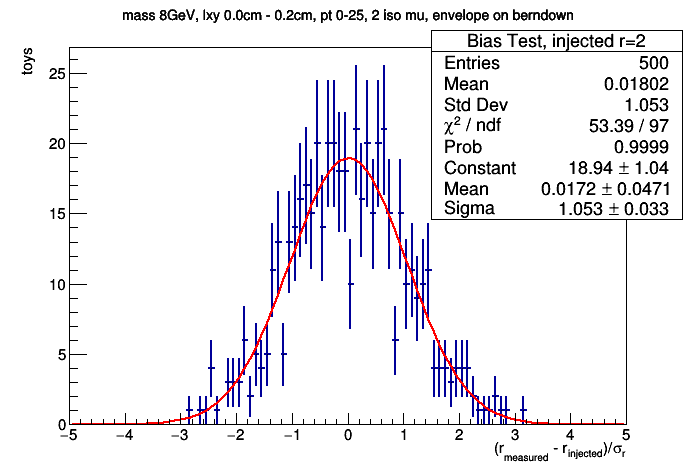 mass 8GeV, lxy 0.0cm - 0.2cm, pt 0-25, 2 iso mu, envelope on berndown
Bias Test, injected r=2
Entries 500
Mean 0.01802
Std Dev 1.053
χ² / ndf 53.39 / 97
Prob 0.9999
Constant 18.94 ± 1.04
Mean 0.0172 ± 0.0471
Sigma 1.053 ± 0.033
toys
25
20
15
10
5
0
−5 −4 −3 −2 −1 0 1 2 3 4 5
(r_measured - r_injected)/σ_r